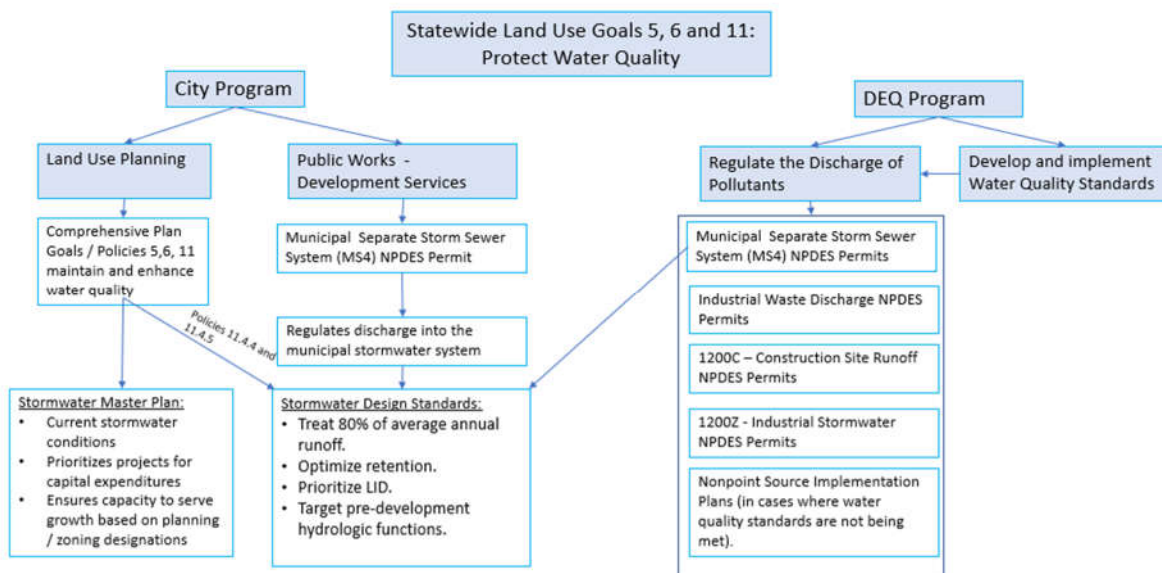 Statewide Land Use Goals 5, 6 and 11:
Protect Water Quality
City Program
DEQ Program
Land Use Planning
Public Works -
Development Services
Regulate the Discharge of
Pollutants
Develop and implement
Water Quality Standards
Comprehensive Plan
Goals / Policies 5,6, 11
maintain and enhance
water quality
Municipal Separate Storm Sewer
System (MS4) NPDES Permit
Municipal Separate Storm Sewer
System (MS4) NPDES Permits
Industrial Waste Discharge NPDES
Permits
Policies 11.4.4 and
11.4.5
Regulates discharge into the
municipal stormwater system
1200C – Construction Site Runoff
NPDES Permits
1200Z - Industrial Stormwater
NPDES Permits
Nonpoint Source Implementation
Plans (in cases where water
quality standards are not being
met).
Stormwater Master Plan:
• Current stormwater
conditions
• Prioritizes projects for
capital expenditures
• Ensures capacity to serve
growth based on planning
/ zoning designations
Stormwater Design Standards:
• Treat 80% of average annual
runoff.
• Optimize retention.
• Prioritize LID.
• Target pre-development
hydrologic functions.